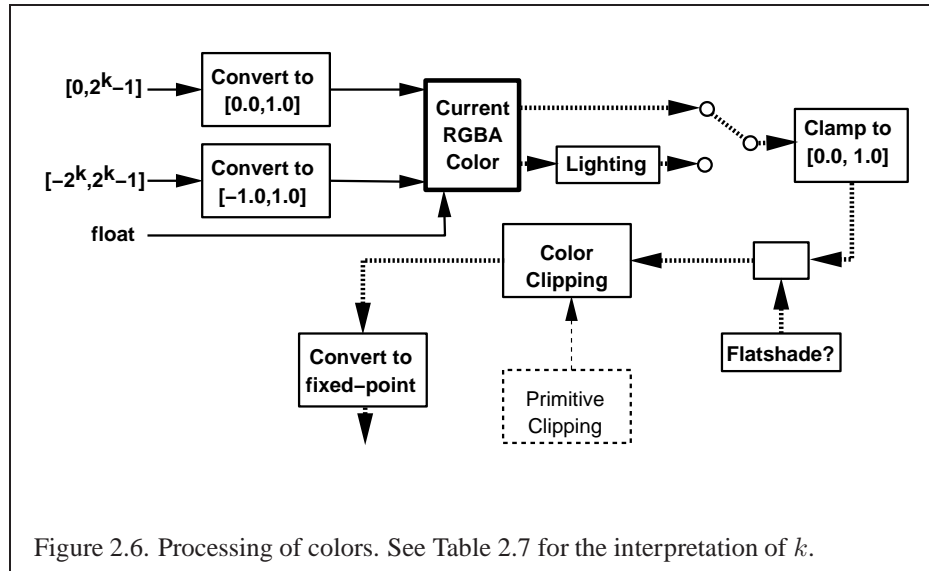 [0,2^k−1]
Convert to
[0.0,1.0]
Current
RGBA
Color
Clamp to
[0.0, 1.0]
[−2^k,2^k−1]
Convert to
[−1.0,1.0]
Lighting
float
Color
Clipping
Flatshade?
Convert to
fixed−point
Primitive
Clipping
Figure 2.6. Processing of colors. See Table 2.7 for the interpretation of k.